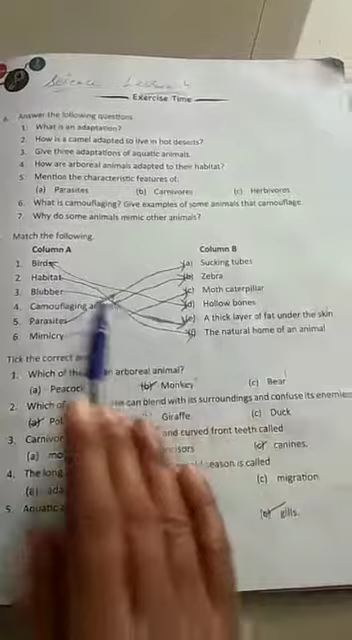 Science Lesson 4
Exercise Time
A. Answer the following questions
1. What is an adaptation?
2. How is a camel adapted to live in hot deserts?
3. Give three adaptations of aquatic animals.
4. How are arboreal animals adapted to their habitat?
5. Mention the characteristic features of:
(a) Parasites (b) Carnivores (c) Herbivores
6. What is camouflaging? Give examples of some animals that camouflage.
7. Why do some animals mimic other animals?
Match the following.
Column A Column B
1. Birds (a) Sucking tubes
2. Habitat (b) Zebra
3. Blubber (c) Moth caterpillar
4. Camouflaging (d) Hollow bones
5. Parasites (e) A thick layer of fat under the skin
6. Mimicry (f) The natural home of an animal
Tick the correct
1. Which of the an arboreal animal?
(a) Peacock (b) Monkey (c) Bear
2. Which of can blend with its surroundings and confuse its enemies
(a) Giraffe (c) Duck
3. and curved front teeth called
(a) (c) canines.
4. The long season is called
(a) (c) migration
5. Aquatic
gills.